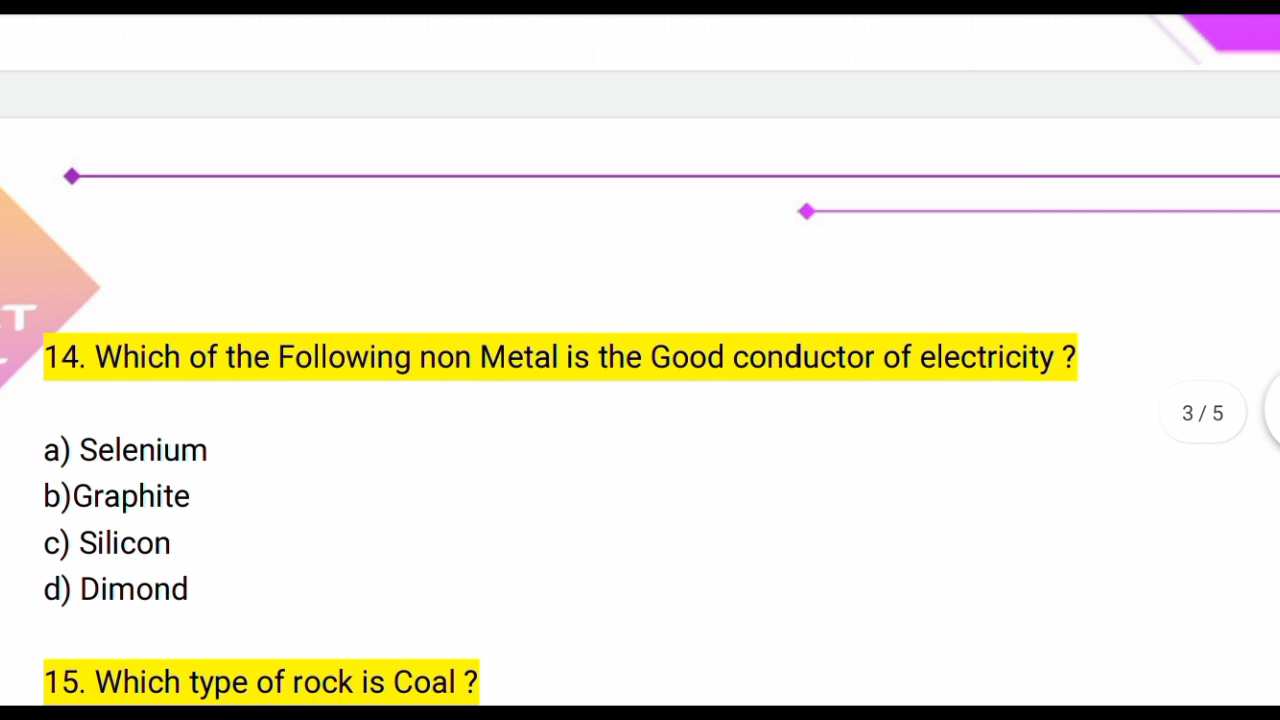 T
14. Which of the Following non Metal is the Good conductor of electricity ?
3 / 5
a) Selenium
b)Graphite
c) Silicon
d) Dimond
15. Which type of rock is Coal ?